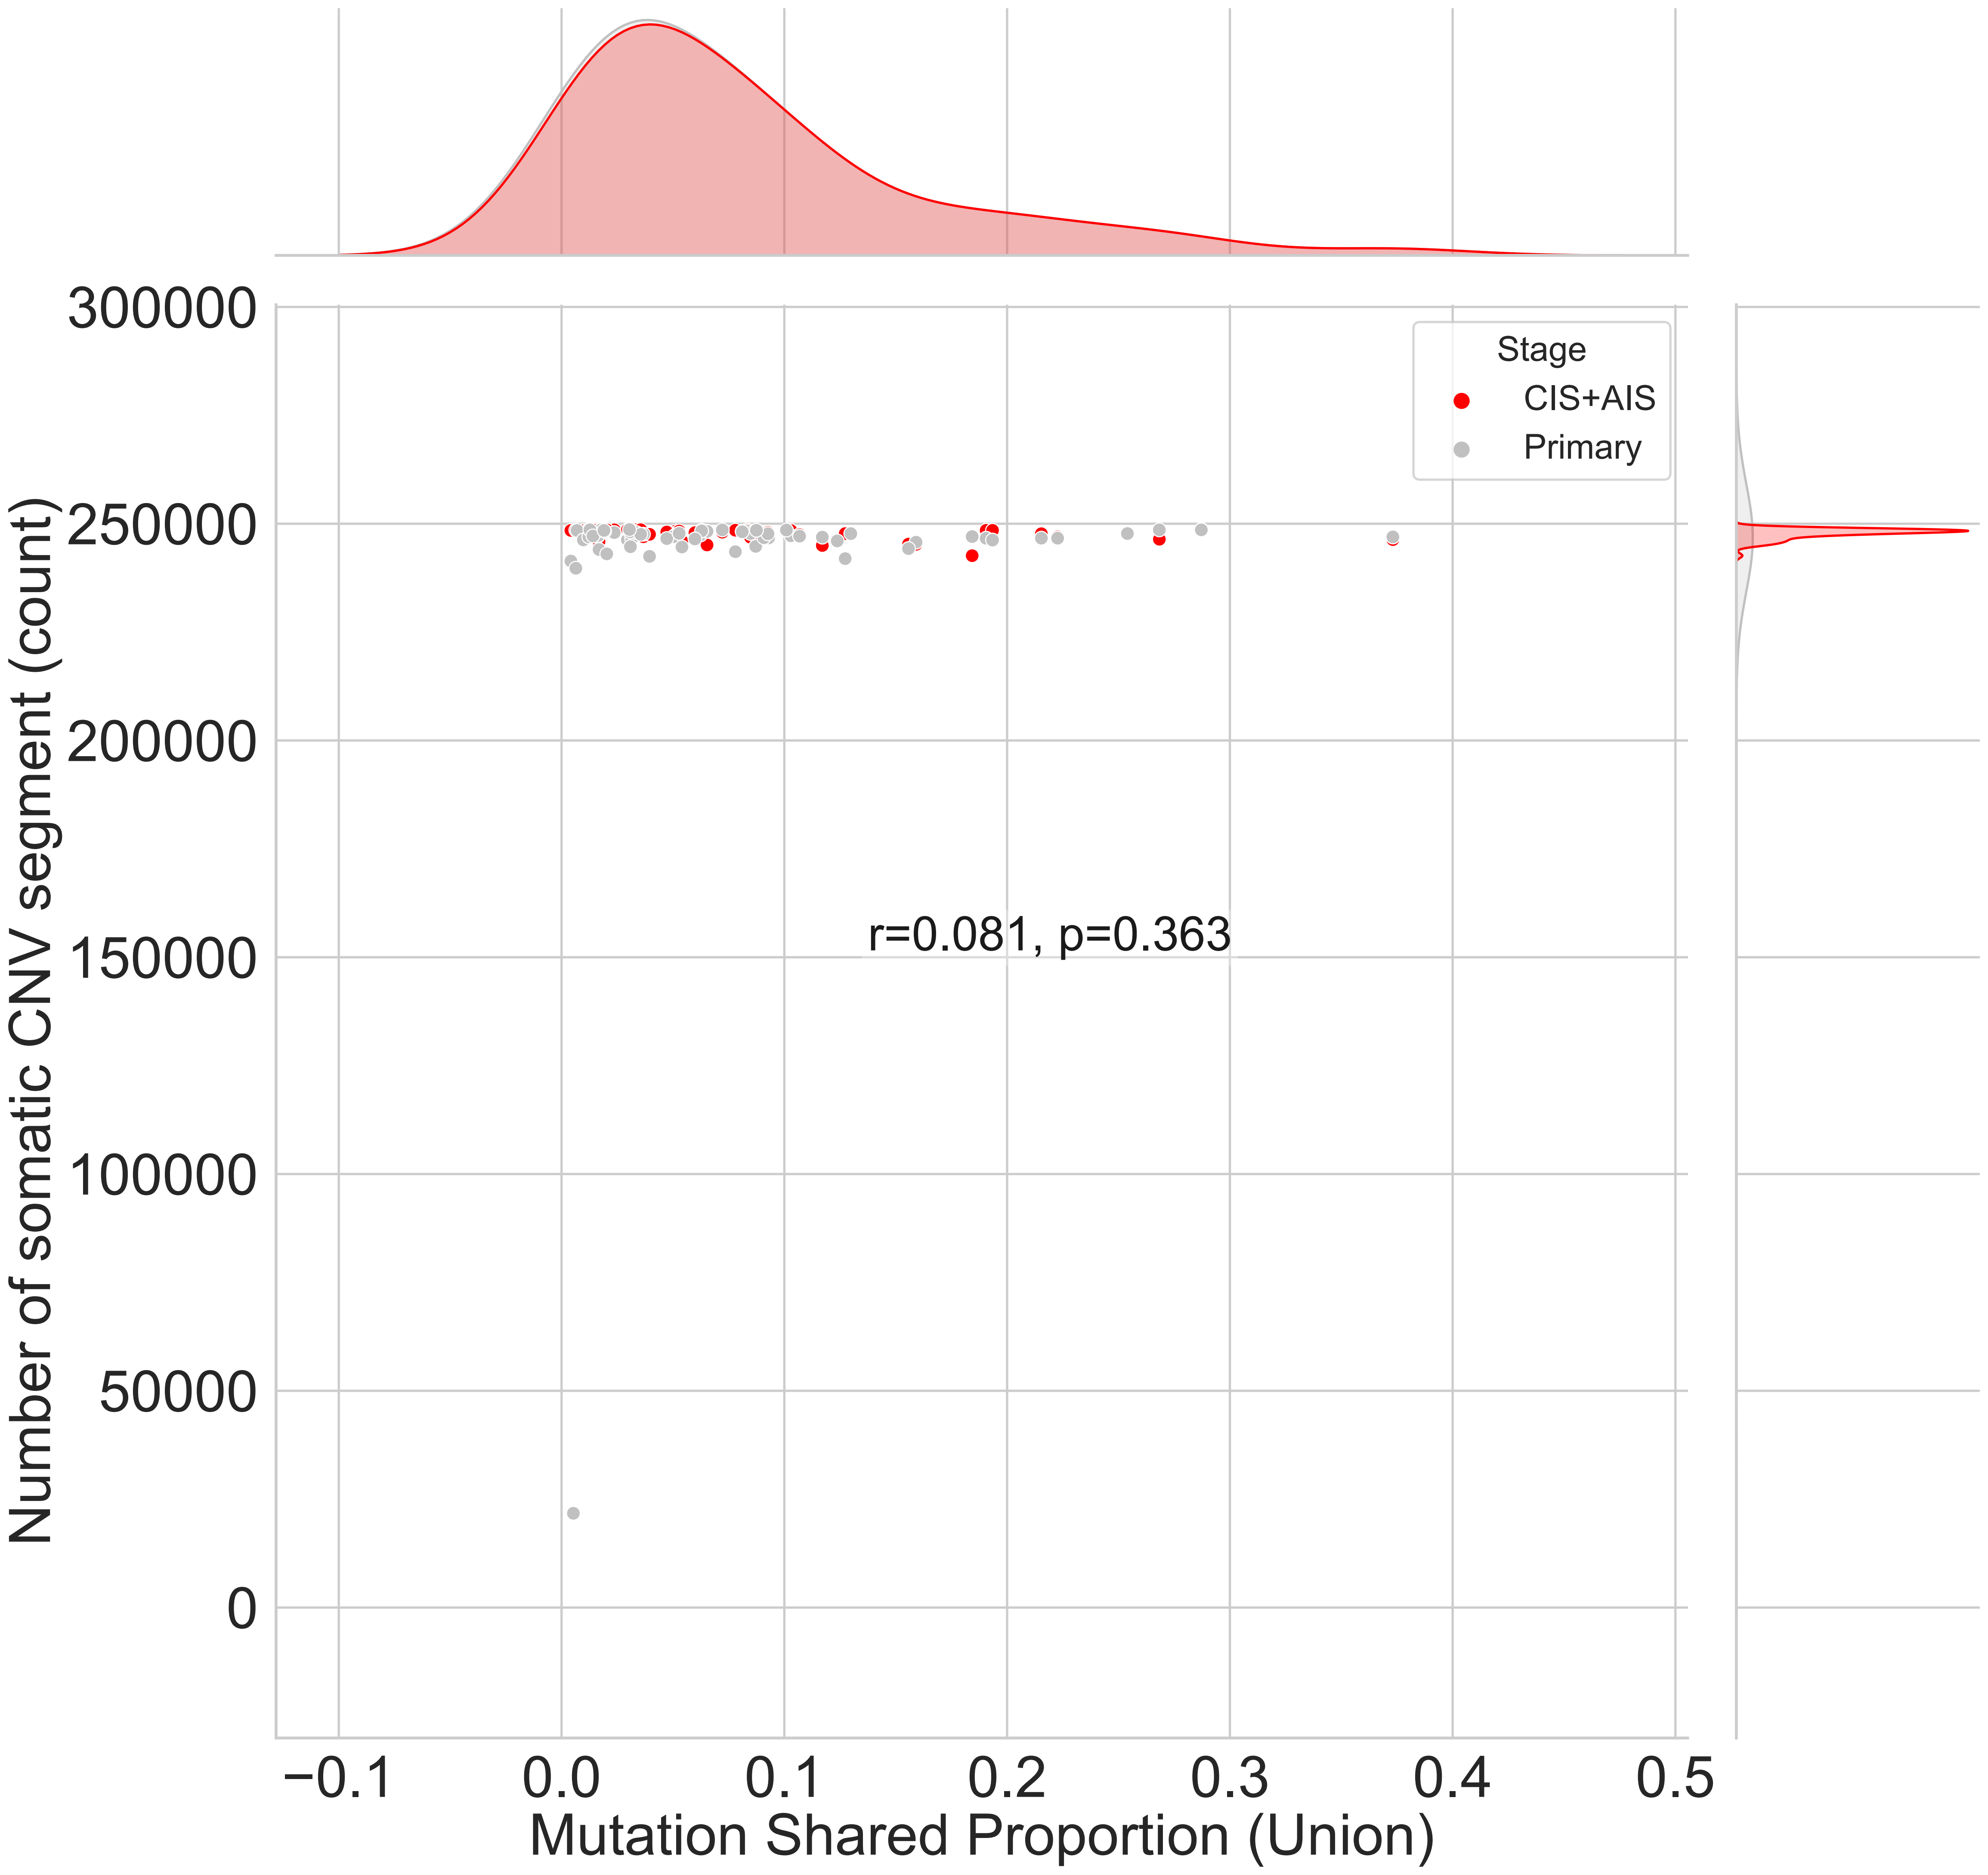 300000
250000
200000
150000
100000
50000
0
Number of somatic CNV segment (count)
Stage
CIS+AIS
Primary
r=0.081, p=0.363
−0.1 0.0 0.1 0.2 0.3 0.4 0.5
Mutation Shared Proportion (Union)